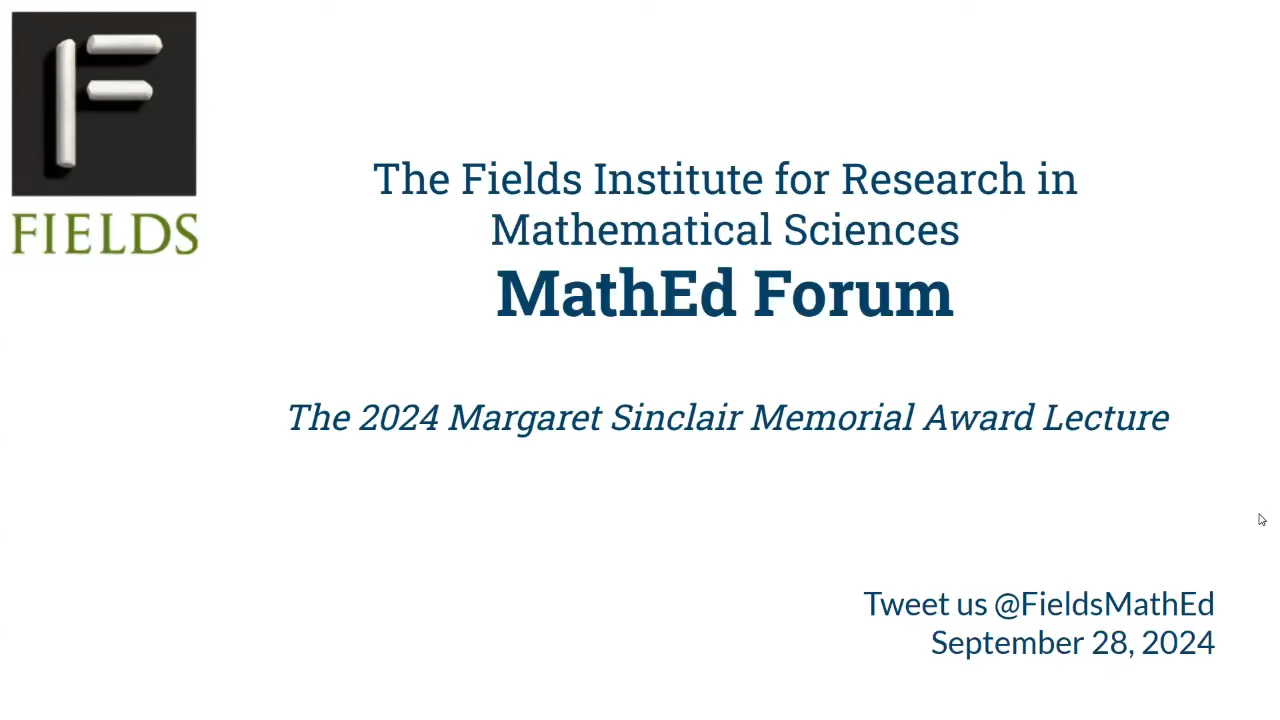 FIELDS
The Fields Institute for Research in
Mathematical Sciences
MathEd Forum
The 2024 Margaret Sinclair Memorial Award Lecture
Tweet us @FieldsMathEd
September 28, 2024